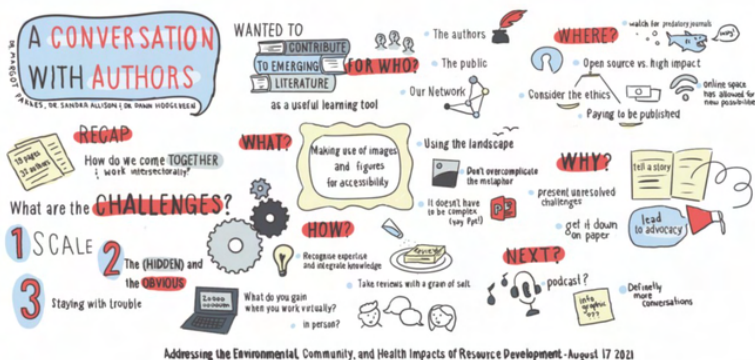 A CONVERSATION
WITH AUTHORS
DR. MARGOT PARKES, DR. SANDRA ALLISON & DR. DAWN HOOGEVEEN
WANTED TO
CONTRIBUTE
TO EMERGING
LITERATURE
as a useful learning tool
FOR WHO?
The authors
The public
Our Network
WHERE?
watch for predatory journals
Open source vs. high impact
Consider the ethics
Paying to be published
online space
has allowed for
new possibilities
RECAP
How do we come TOGETHER
& work intersectorally?
What are the CHALLENGES?
1 SCALE
2 The (HIDDEN) and
the OBVIOUS
3 Staying with trouble
WHAT?
Making use of images
and figures
for accessibility
Using the landscape
Don't overcomplicate
the metaphor
It doesn't have
to be complex
(yay Ppt!)
WHY?
present unresolved
challenges
get it down
on paper
tell a story
lead
to advocacy
HOW?
Recognise expertise
and integrate knowledge
Take reviews with a grain of salt
REVIEW
What do you gain
when you work virtually?
in person?
NEXT?
podcast?
info
graphic
???
Definetly
more
conversations
Addressing the Environmental, Community, and Health Impacts of Resource Development - August 17 2021